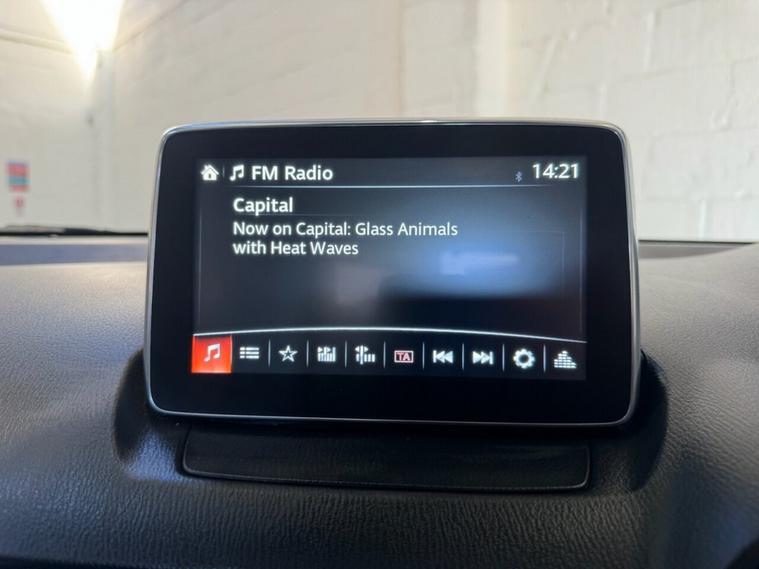 FM Radio 14:21
Capital
Now on Capital: Glass Animals
with Heat Waves
TA